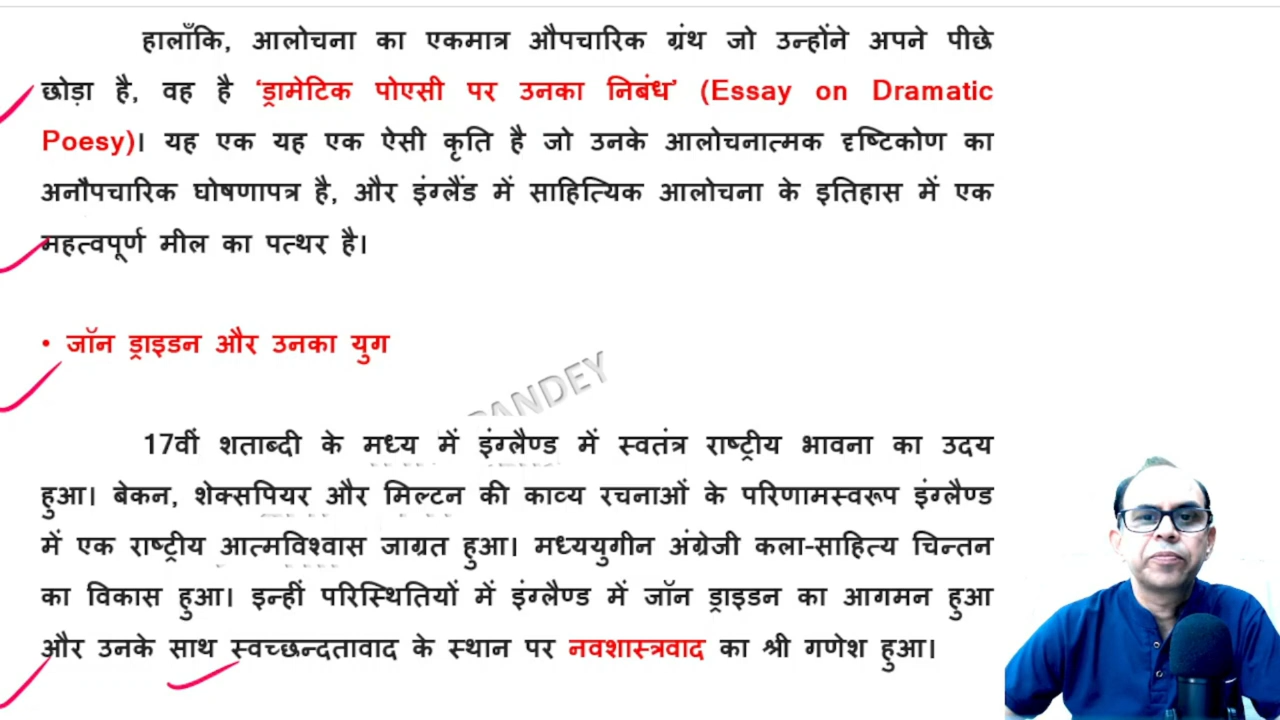 हालाँकि, आलोचना का एकमात्र औपचारिक ग्रंथ जो उन्होंने अपने पीछे
छोड़ा है, वह है ‘ड्रामेटिक पोएसी पर उनका निबंध’ (Essay on Dramatic
Poesy)। यह एक यह एक ऐसी कृति है जो उनके आलोचनात्मक दृष्टिकोण का
अनौपचारिक घोषणापत्र है, और इंग्लैंड में साहित्यिक आलोचना के इतिहास में एक
महत्वपूर्ण मील का पत्थर है।
• जॉन ड्राइडन और उनका युग
PANDEY
17वीं शताब्दी के मध्य में इंग्लैण्ड में स्वतंत्र राष्ट्रीय भावना का उदय
हुआ। बेकन, शेक्सपियर और मिल्टन की काव्य रचनाओं के परिणामस्वरूप इंग्लैण्ड
में एक राष्ट्रीय आत्मविश्वास जाग्रत हुआ। मध्ययुगीन अंग्रेजी कला-साहित्य चिन्तन
का विकास हुआ। इन्हीं परिस्थितियों में इंग्लैण्ड में जॉन ड्राइडन का आगमन हुआ
और उनके साथ स्वच्छन्दतावाद के स्थान पर नवशास्त्रवाद का श्री गणेश हुआ।